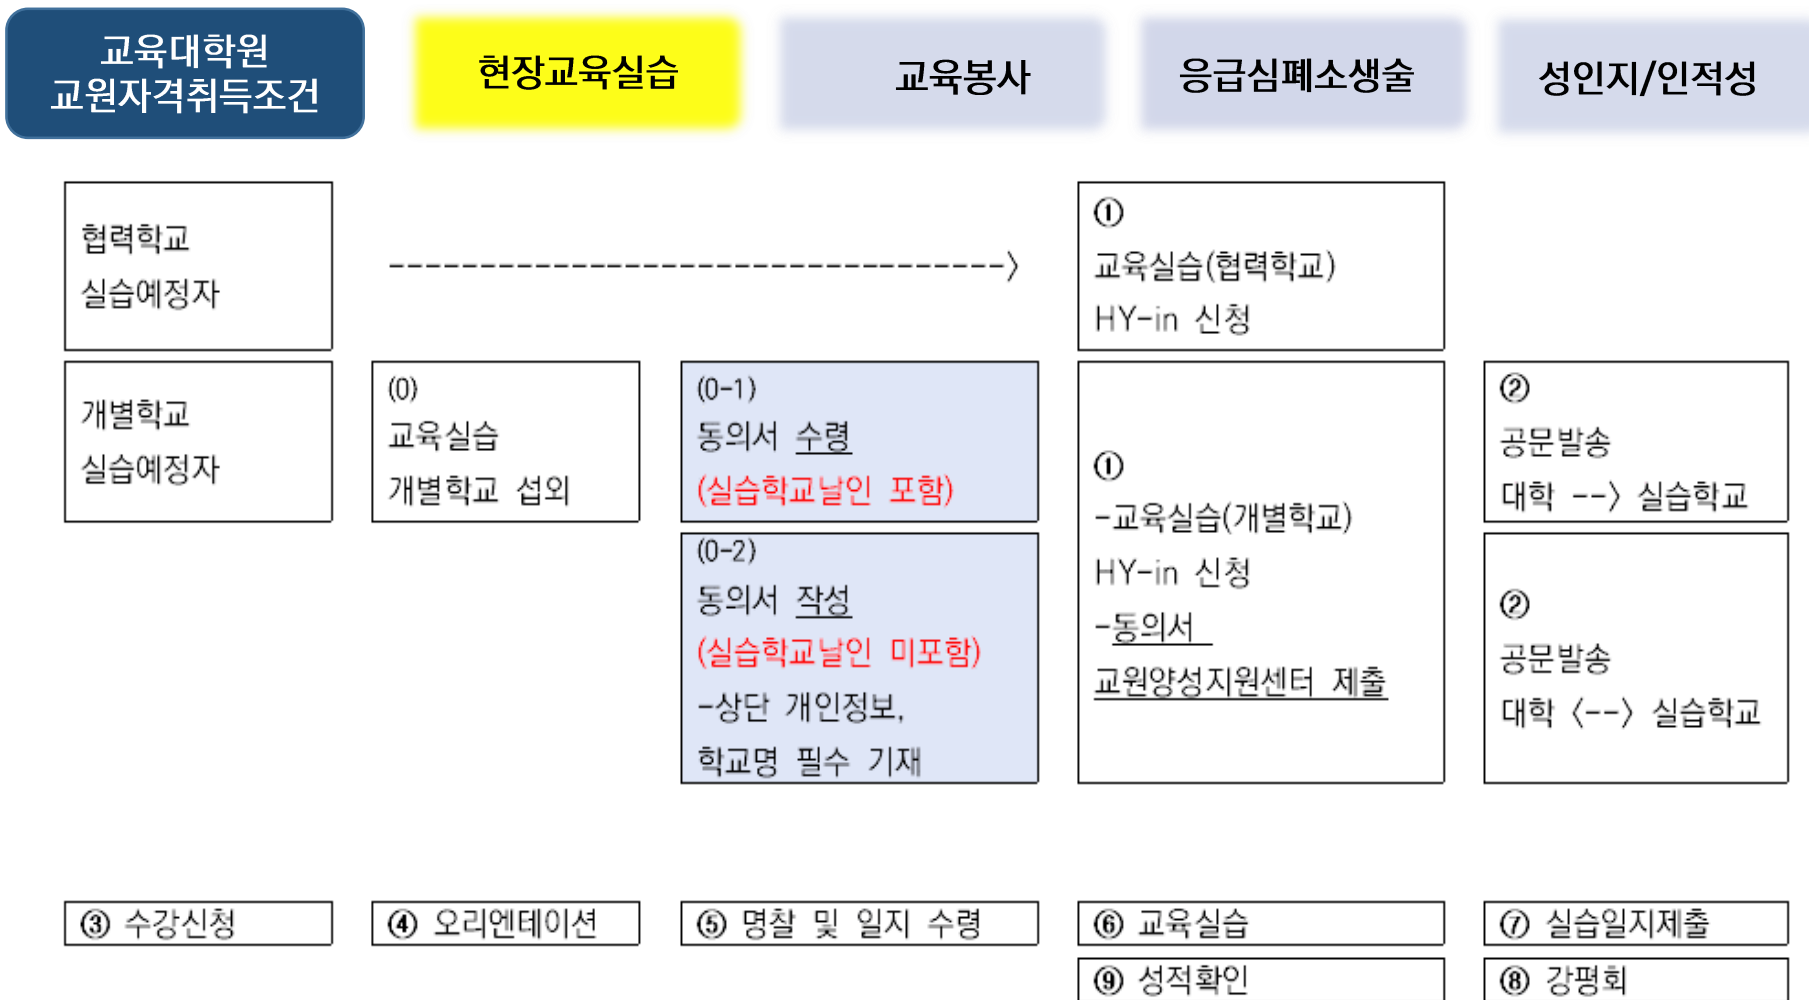 교육대학원
교원자격취득조건
현장교육실습
교육봉사
응급심폐소생술
성인지/인적성
협력학교
실습예정자
---------------------------------->
①
교육실습(협력학교)
HY-in 신청
개별학교
실습예정자
(0)
교육실습
개별학교 섭외
(0-1)
동의서 수령
(실습학교날인 포함)
(0-2)
동의서 작성
(실습학교날인 미포함)
-상단 개인정보,
학교명 필수 기재
①
-교육실습(개별학교)
HY-in 신청
-동의서
교원양성지원센터 제출
②
공문발송
대학 --> 실습학교
②
공문발송
대학 <--> 실습학교
③ 수강신청
④ 오리엔테이션
⑤ 명찰 및 일지 수령
⑥ 교육실습
⑦ 실습일지제출
⑨ 성적확인
⑧ 강평회